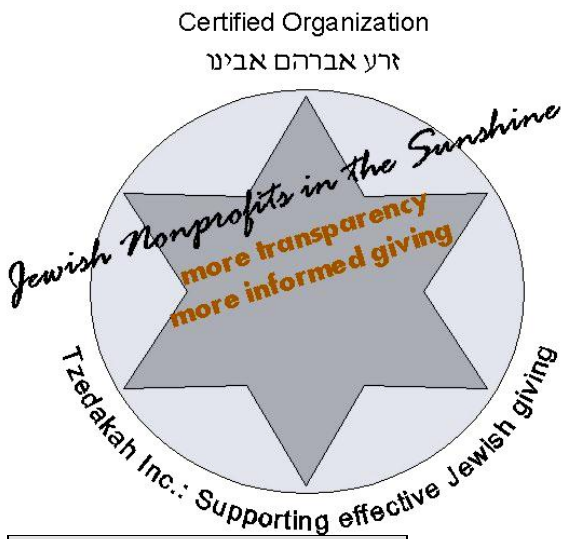 Certified Organization
זרע אברהם אבינו
Jewish Nonprofits in the Sunshine
more transparency
more informed giving
Tzedakah Inc.: Supporting effective Jewish giving